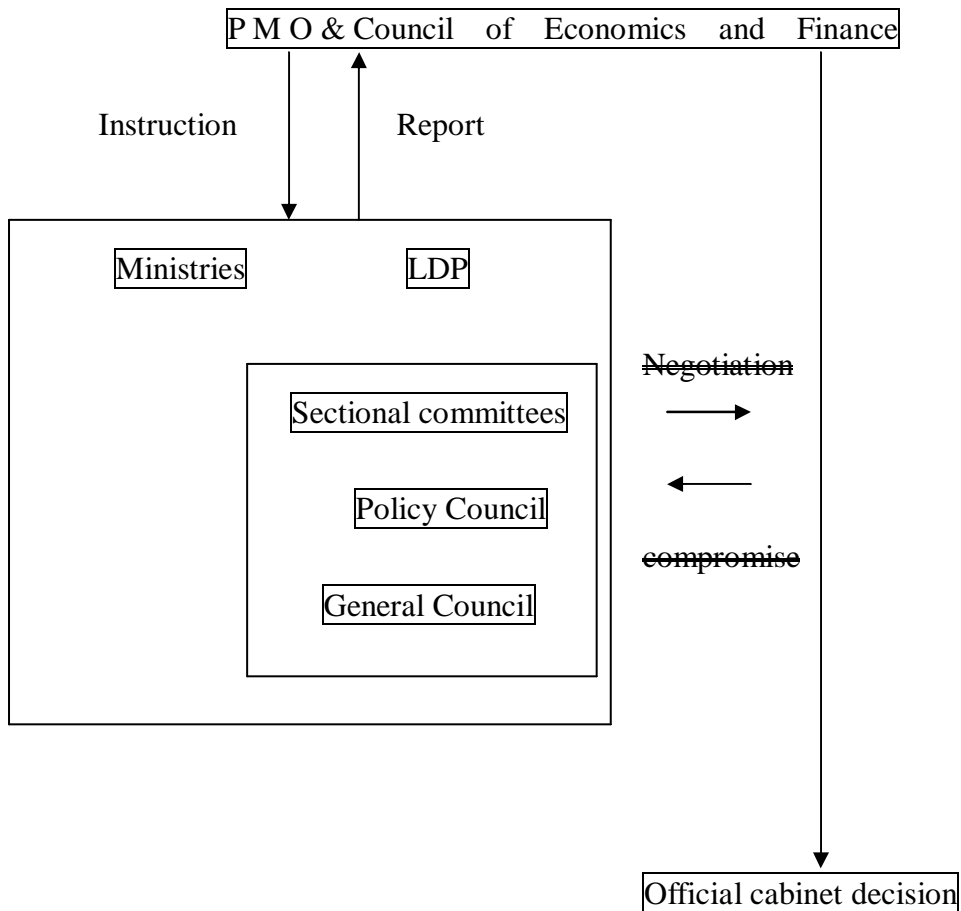 P M O & Council of Economics and Finance
Instruction Report
Ministries LDP
Negotiation
Sectional committees
Policy Council
compromise
General Council
Official cabinet decision